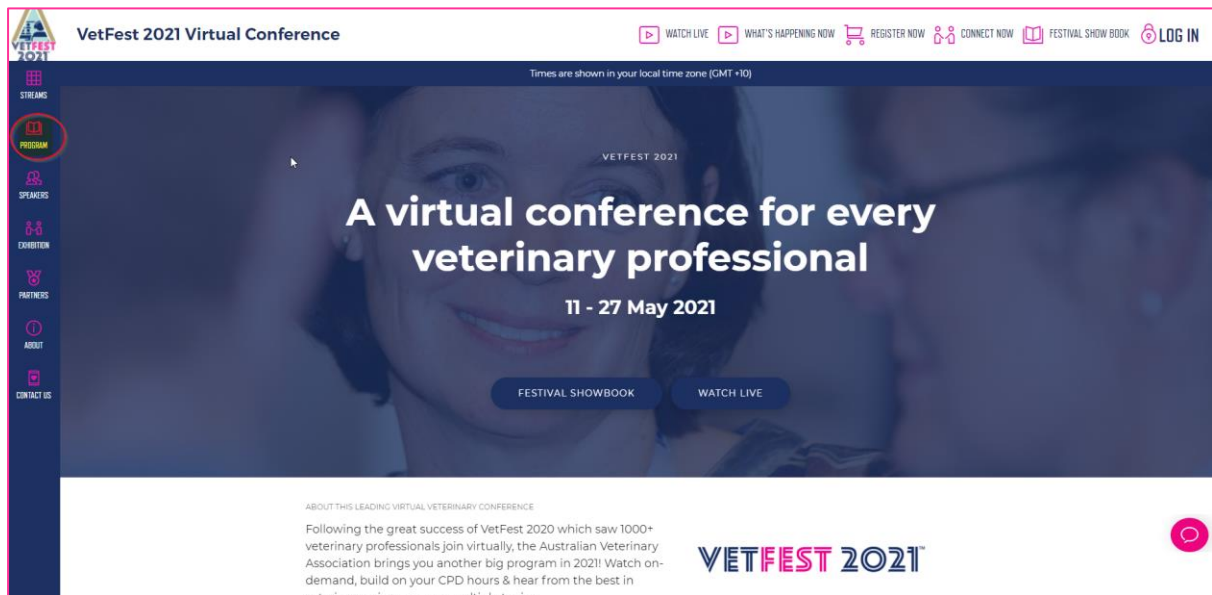 VETFEST
2021
VetFest 2021 Virtual Conference
WATCH LIVE
WHAT'S HAPPENING NOW
REGISTER NOW
CONNECT NOW
FESTIVAL SHOW BOOK
LOG IN
Times are shown in your local time zone (GMT +10)
STREAMS
PROGRAM
SPEAKERS
EXHIBITION
PARTNERS
ABOUT
CONTACT US
VETFEST 2021
A virtual conference for every
veterinary professional
11 - 27 May 2021
FESTIVAL SHOWBOOK
WATCH LIVE
ABOUT THIS LEADING VIRTUAL VETERINARY CONFERENCE
Following the great success of VetFest 2020 which saw 1000+
veterinary professionals join virtually, the Australian Veterinary
Association brings you another big program in 2021! Watch on-
demand, build on your CPD hours & hear from the best in
VETFEST 2021™